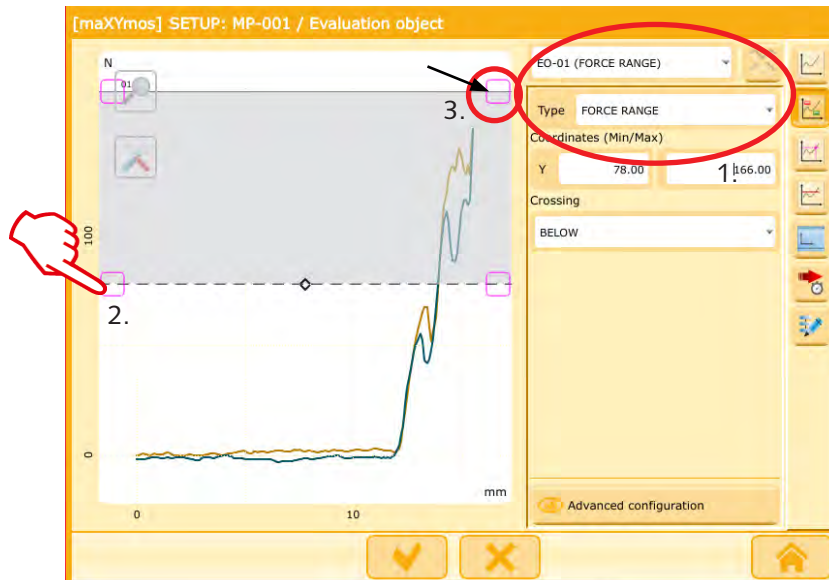 [maXYmos] SETUP: MP-001 / Evaluation object
N
01
3.
100
2.
0
mm
0 10
EO-01 (FORCE RANGE)
Type FORCE RANGE
Coordinates (Min/Max)
Y 78.00 1. 166.00
Crossing
BELOW
Advanced configuration